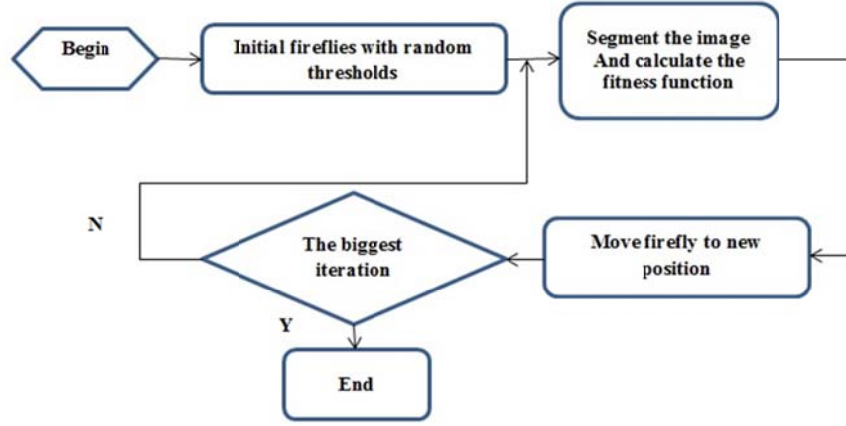 Begin
Initial fireflies with random
thresholds
Segment the image
And calculate the
fitness function
N
The biggest
iteration
Move firefly to new
position
Y
End